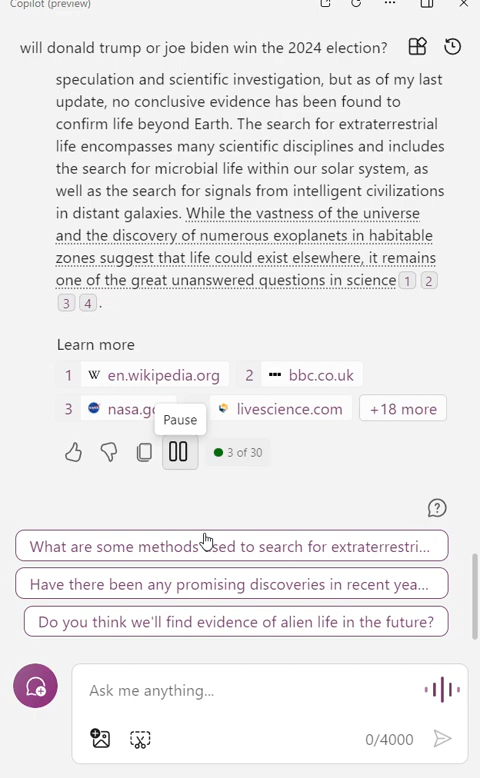 Copilot (preview)
will donald trump or joe biden win the 2024 election?
speculation and scientific investigation, but as of my last
update, no conclusive evidence has been found to
confirm life beyond Earth. The search for extraterrestrial
life encompasses many scientific disciplines and includes
the search for microbial life within our solar system, as
well as the search for signals from intelligent civilizations
in distant galaxies. While the vastness of the universe
and the discovery of numerous exoplanets in habitable
zones suggest that life could exist elsewhere, it remains
one of the great unanswered questions in science 1 2
3 4 .
Learn more
1 W en.wikipedia.org 2 bbc.co.uk
3 livescience.com +18 more
Pause
3 of 30
What are some methods to search for extraterrestri...
Have there been any promising discoveries in recent yea...
Do you think we'll find evidence of alien life in the future?
Ask me anything...
0/4000